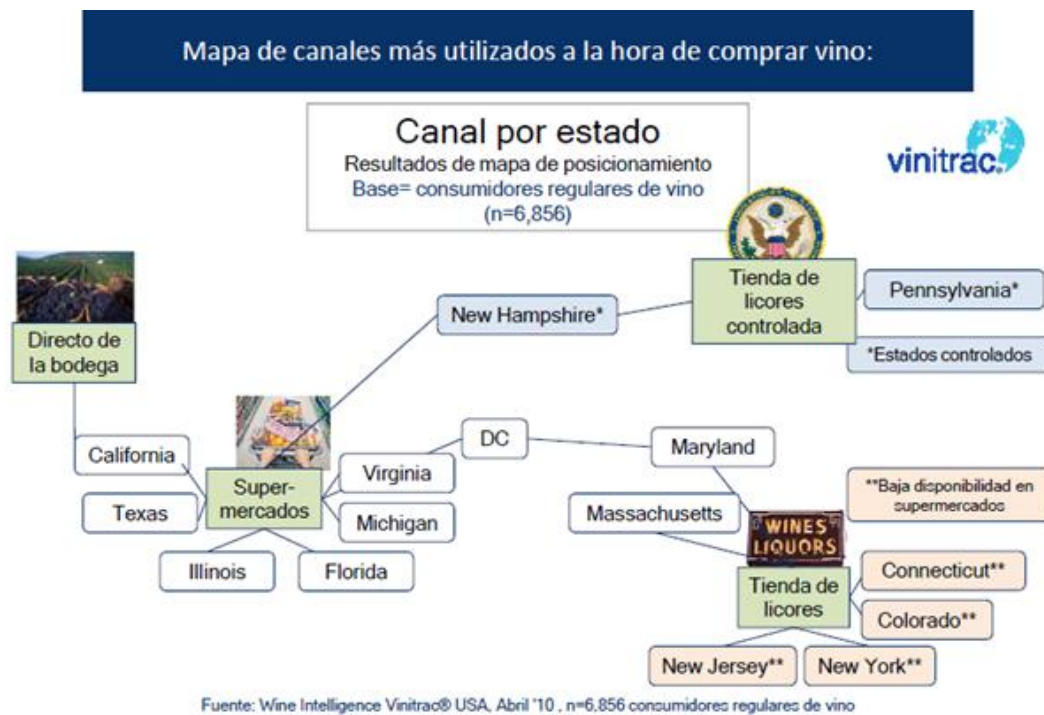 Mapa de canales más utilizados a la hora de comprar vino:
Canal por estado
Resultados de mapa de posicionamiento
Base= consumidores regulares de vino
(n=6,856)
vinitrac®
Directo de
la bodega
New Hampshire*
Tienda de
licores
controlada
Pennsylvania*
*Estados controlados
California
Texas
Super-
mercados
Virginia
Michigan
Illinois
Florida
DC
Maryland
Massachusetts
WINES
LIQUORS
Tienda de
licores
**Baja disponibilidad en
supermercados
Connecticut**
Colorado**
New Jersey**
New York**
Fuente: Wine Intelligence Vinitrac® USA, Abril '10 , n=6,856 consumidores regulares de vino